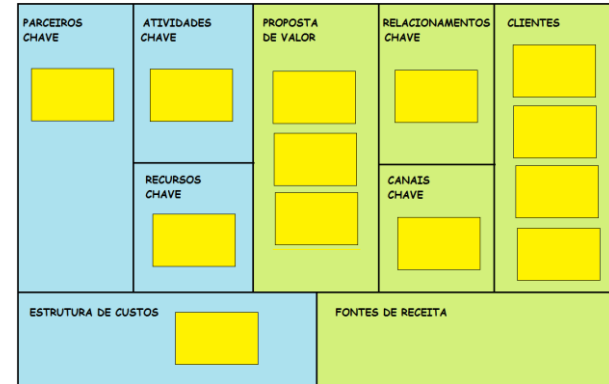 PARCEIROS
CHAVE
ATIVIDADES
CHAVE
PROPOSTA
DE VALOR
RELACIONAMENTOS
CHAVE
CLIENTES
RECURSOS
CHAVE
CANAIS
CHAVE
ESTRUTURA DE CUSTOS
FONTES DE RECEITA